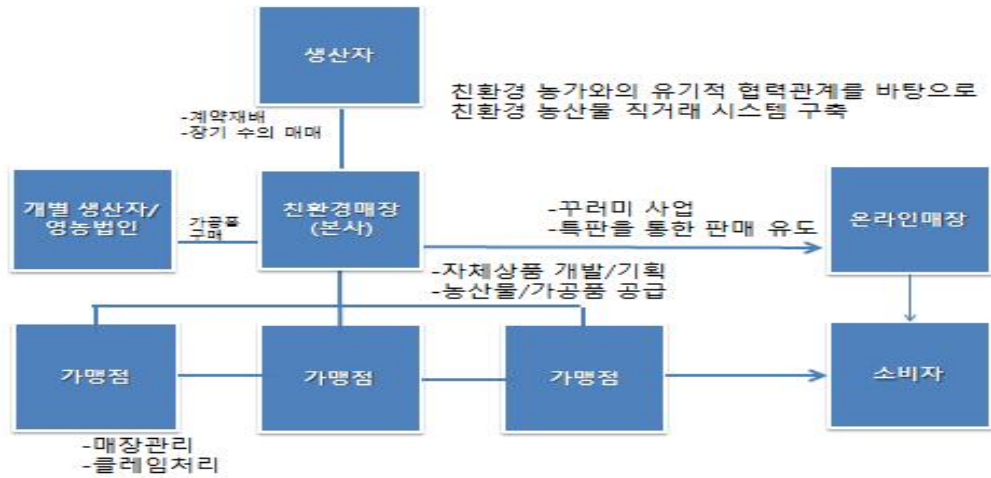 생산자
친환경 농가와의 유기적 협력관계를 바탕으로
친환경 농산물 직거래 시스템 구축
-계약재배
-장기 수의 매매
개별 생산자/
영농법인
가공품
구매
친환경매장
(본사)
-꾸러미 사업
-특판을 통한 판매 유도
온라인매장
-자체상품 개발/기획
-농산물/가공품 공급
가맹점
가맹점
가맹점
소비자
-매장관리
-클레임처리